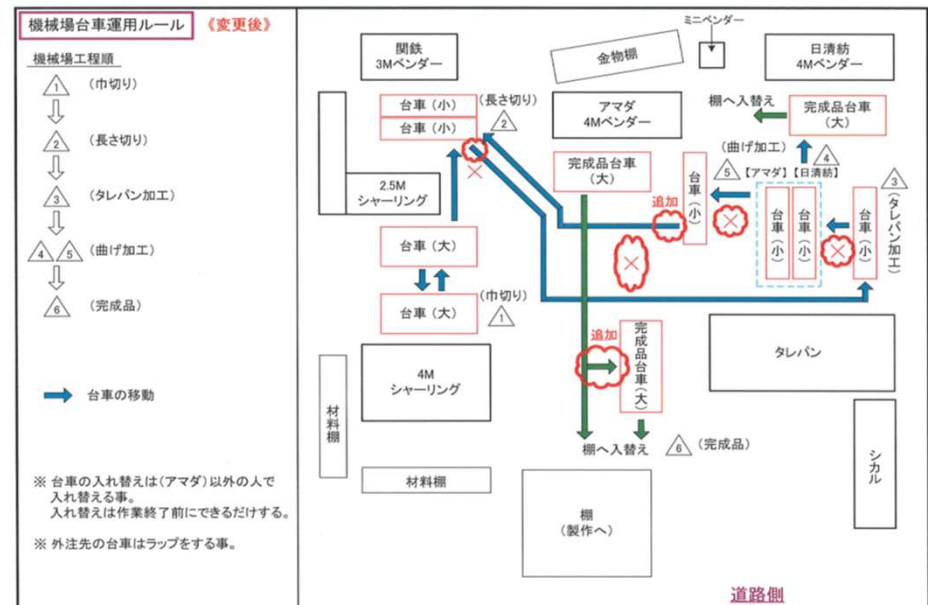 機械場台車運用ルール 《変更後》
機械場工程順
1 (巾切り)
2 (長さ切り)
3 (タレパン加工)
4 5 (曲げ加工)
6 (完成品)
台車の移動
※ 台車の入れ替えは(アマダ)以外の人で
入れ替える事。
入れ替えは作業終了前にできるだけする。
※ 外注先の台車はラップをする事。
関鉄
3Mベンダー
金物棚
ミニベンダー
日清紡
4Mベンダー
台車(小)
台車(小)
(長さ切り)
2
アマダ
4Mベンダー
棚へ入替え
完成品台車
(大)
2.5M
シャーリング
完成品台車
(大)
(曲げ加工)
5 【アマダ】
4 【日清紡】
追加
台車(小)
台車(小)
台車(小)
台車(小)
3
(タレパン加工)
台車(大)
台車(大)
(巾切り)
1
追加
完成品台車(大)
タレパン
4M
シャーリング
材料棚
材料棚
棚へ入替え
6 (完成品)
シカル
棚
(製作へ)
道路側